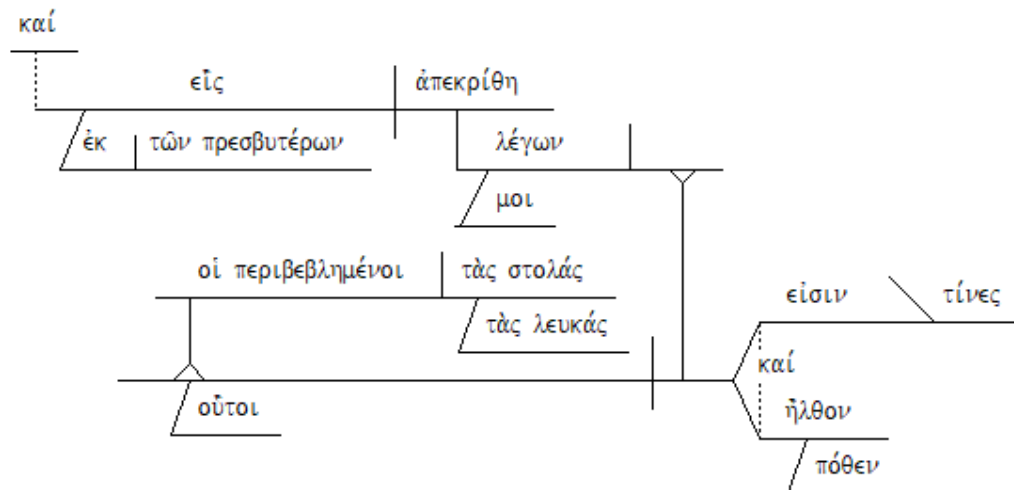 καί
εἷς ἀπεκρίθη
ἐκ τῶν πρεσβυτέρων λέγων
μοι
οἱ περιβεβλημένοι τὰς στολάς
εἰσιν τίνες
τὰς λευκάς
καί
οὗτοι ἦλθον
πόθεν